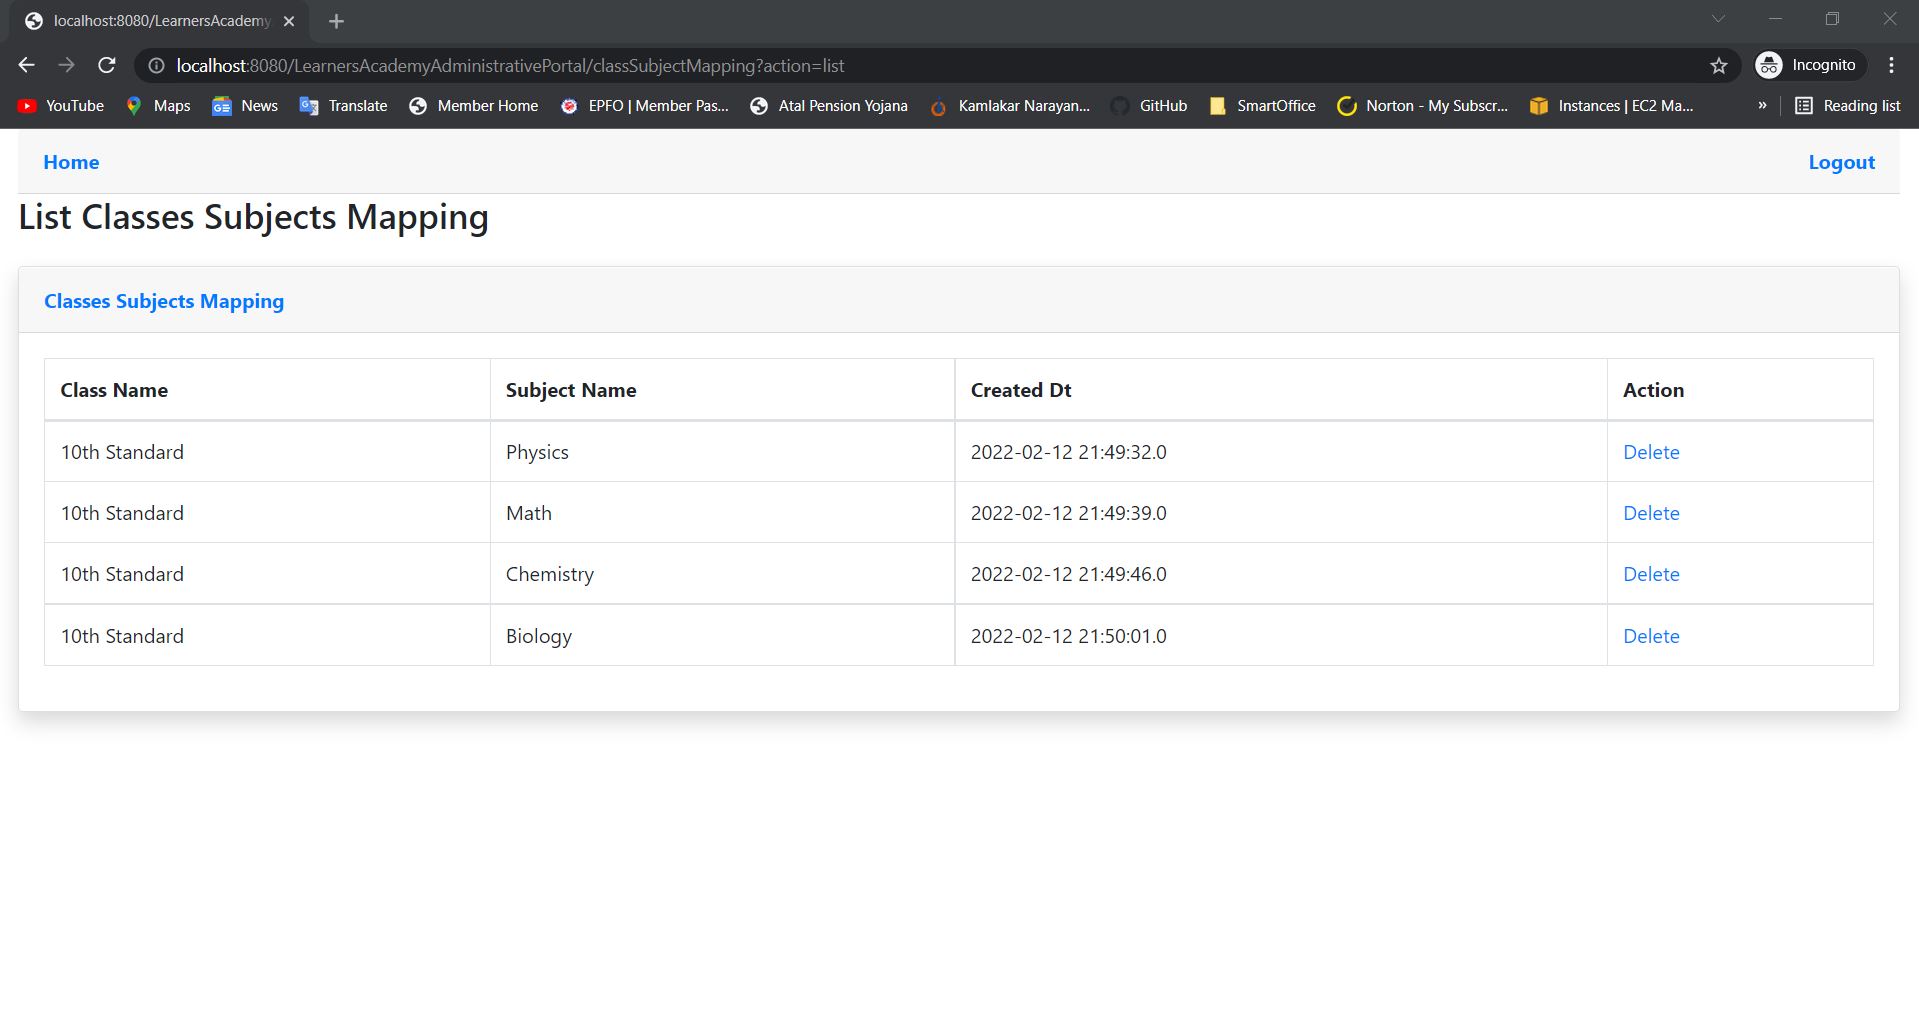 localhost:8080/LearnersAcademy
localhost:8080/LearnersAcademyAdministrativePortal/classSubjectMapping?action=list Incognito
YouTube Maps News Translate Member Home EPFO | Member Pas... Atal Pension Yojana Kamlakar Narayan... GitHub SmartOffice Norton - My Subscr... Instances | EC2 Ma... » Reading list
Home Logout
List Classes Subjects Mapping
Classes Subjects Mapping
Class Name Subject Name Created Dt Action
10th Standard Physics 2022-02-12 21:49:32.0 Delete
10th Standard Math 2022-02-12 21:49:39.0 Delete
10th Standard Chemistry 2022-02-12 21:49:46.0 Delete
10th Standard Biology 2022-02-12 21:50:01.0 Delete